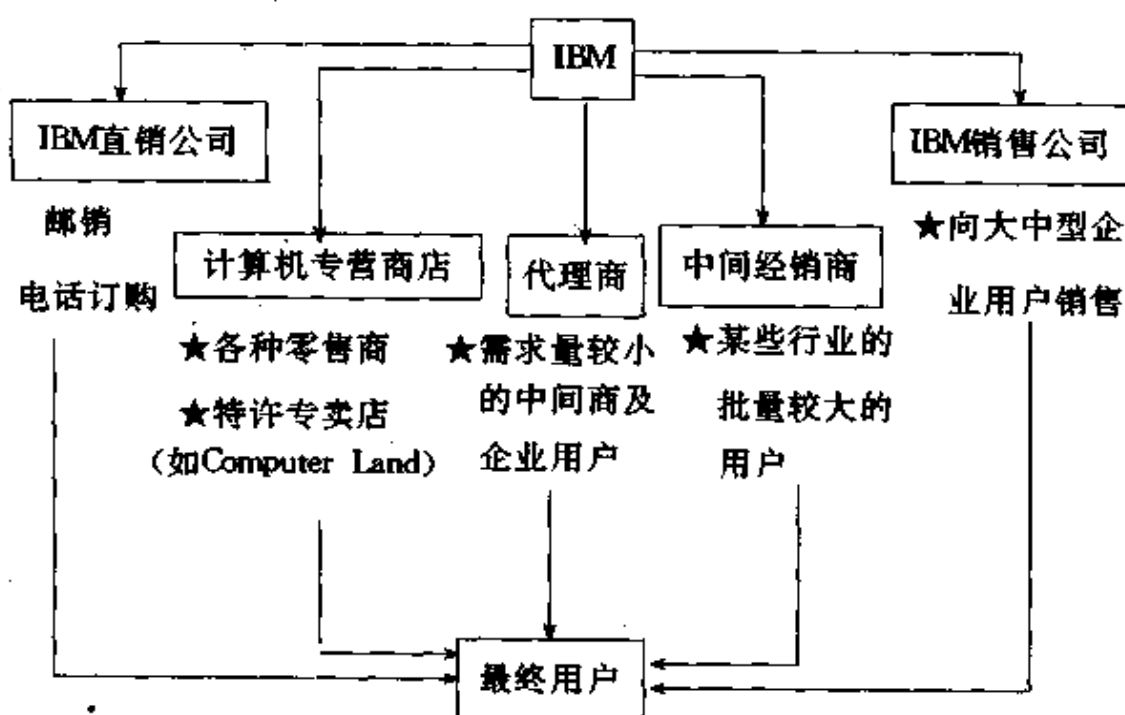 IBM
IBM直销公司
IBM销售公司
邮销
电话订购
计算机专营商店
代理商
中间经销商
★向大中型企
业用户销售
★各种零售商
★特许专卖店
（如Computer Land）
★需求量较小
的中间商及
企业用户
★某些行业的
批量较大的
用户
最终用户